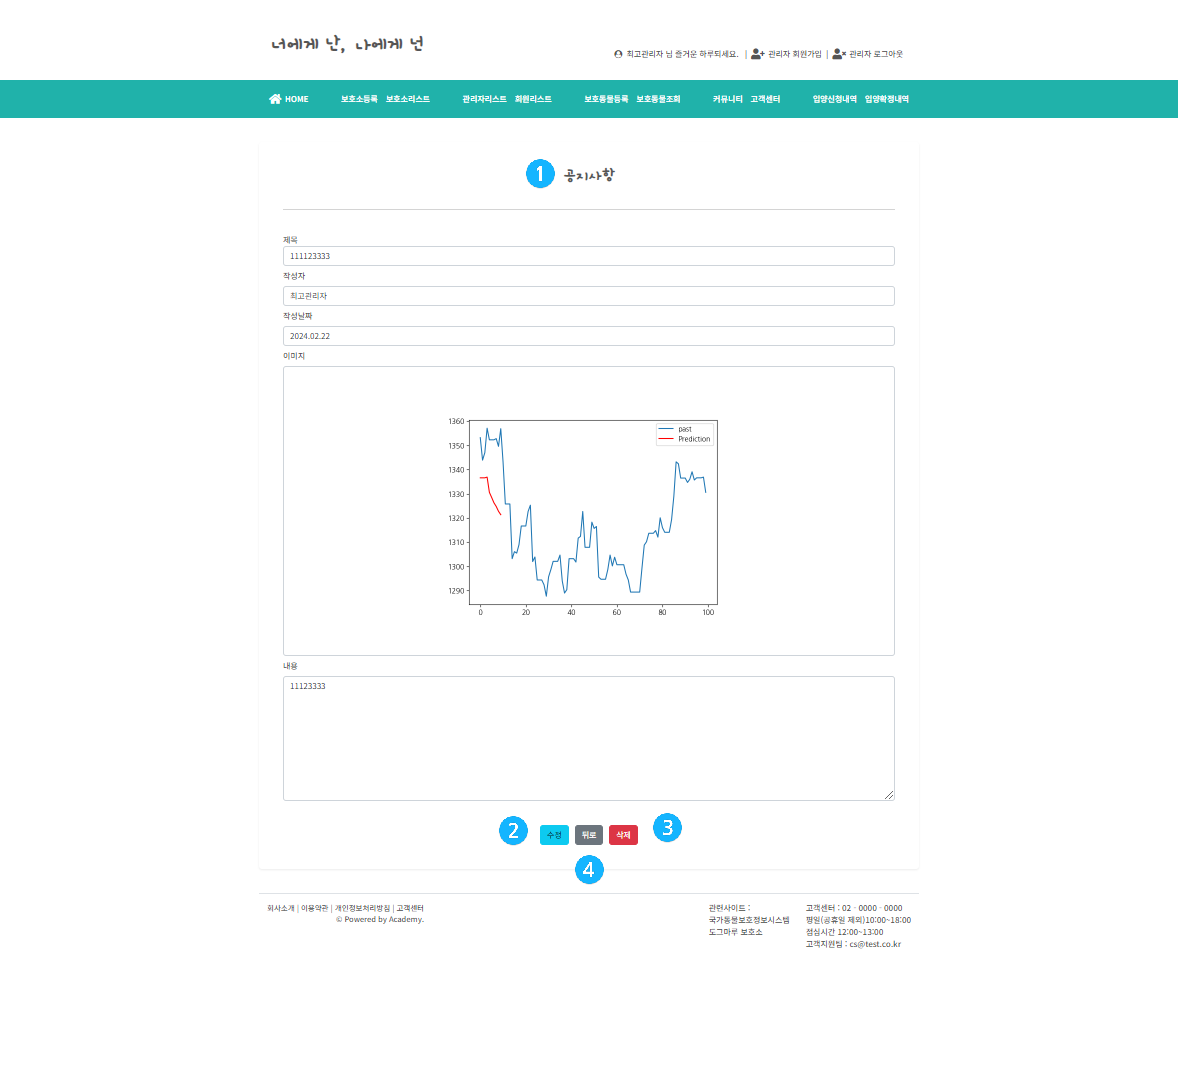 너에게 난, 나에게 넌
최고관리자 님 즐거운 하루되세요. | 관리자 회원가입 | 관리자 로그아웃
HOME 보호소등록 보호소리스트 관리자리스트 회원리스트 보호동물등록 보호동물조회 커뮤니티 고객센터 입양신청내역 입양확정내역
1 공지사항
제목
111123333
작성자
최고관리자
작성날짜
2024.02.22
이미지
1360
1350
1340
1330
1320
1310
1300
1290
past
Prediction
0 20 40 60 80 100
내용
11123333
2 수정 뒤로 삭제 3
4
회사소개 | 이용약관 | 개인정보처리방침 | 고객센터
© Powered by Academy.
관련사이트 :
국가동물보호정보시스템
도그마루 보호소
고객센터 : 02 - 0000 - 0000
평일(공휴일 제외)10:00~18:00
점심시간 12:00~13:00
고객지원팀 : cs@test.co.kr